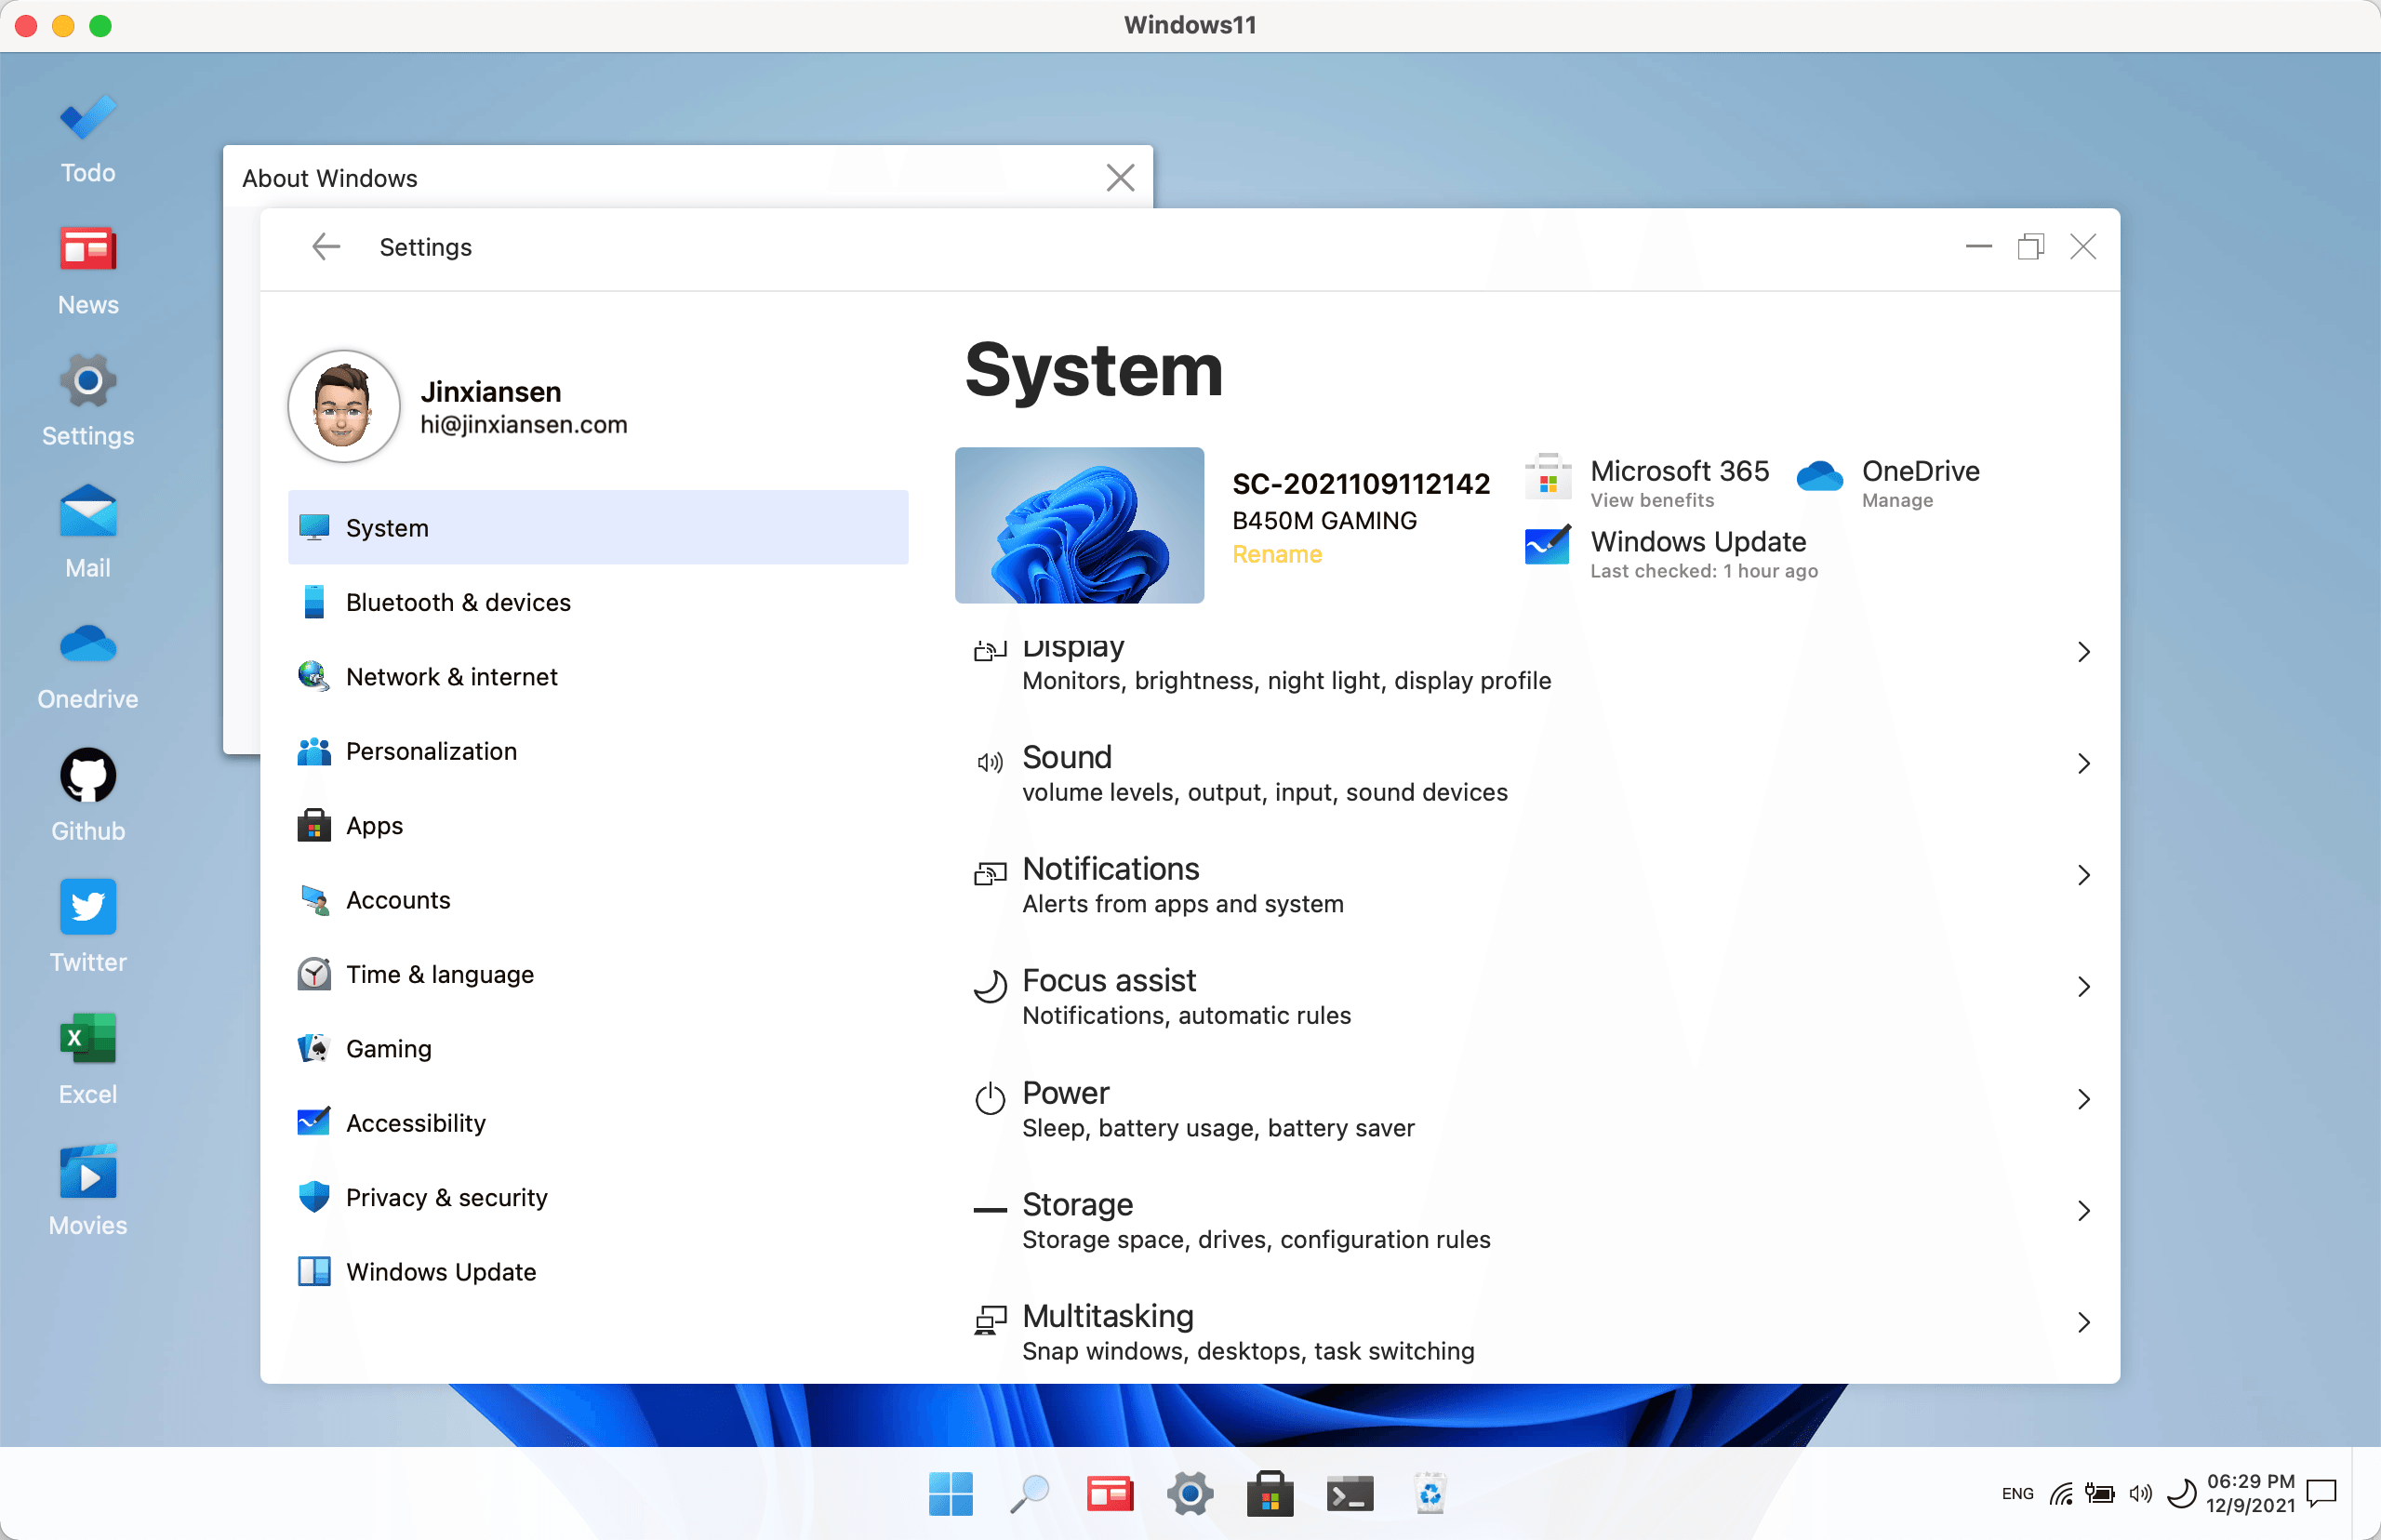 Windows11
Todo
News
Settings
Mail
Onedrive
Github
Twitter
Excel
Movies
About Windows
Settings
Jinxiansen
hi@jinxiansen.com
System
Bluetooth & devices
Network & internet
Personalization
Apps
Accounts
Time & language
Gaming
Accessibility
Privacy & security
Windows Update
System
SC-2021109112142
B450M GAMING
Rename
Microsoft 365
View benefits
OneDrive
Manage
Windows Update
Last checked: 1 hour ago
Display
Monitors, brightness, night light, display profile
Sound
volume levels, output, input, sound devices
Notifications
Alerts from apps and system
Focus assist
Notifications, automatic rules
Power
Sleep, battery usage, battery saver
Storage
Storage space, drives, configuration rules
Multitasking
Snap windows, desktops, task switching
ENG
06:29 PM
12/9/2021